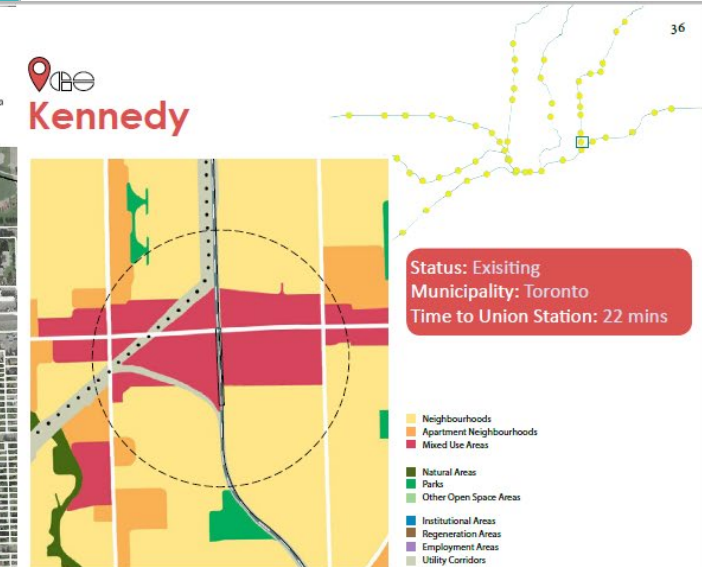 36
Kennedy
Status: Exisiting
Municipality: Toronto
Time to Union Station: 22 mins
Neighbourhoods
Apartment Neighbourhoods
Mixed Use Areas
Natural Areas
Parks
Other Open Space Areas
Institutional Areas
Regeneration Areas
Employment Areas
Utility Corridors